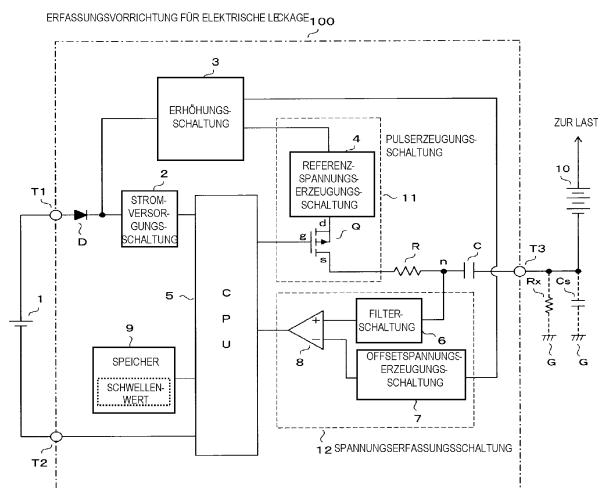 ERFASSUNGSVORRICHTUNG FÜR ELEKTRISCHE LECKAGE 100
3
ERHÖHUNGS-
SCHALTUNG
PULSERZEUGUNGS-
SCHALTUNG
ZUR LAST
4
REFERENZ-
SPANNUNGS-
ERZEUGUNGS-
SCHALTUNG
11
10
T1
D
2
STROM-
VERSOR-
GUNGS-
SCHALTUNG
d
g
Q
s
R
n
C
T3
1
5
C
P
U
Rx
Cs
G
G
9
SPEICHER
SCHWELLEN-
WERT
+
−
8
FILTER-
SCHALTUNG
6
OFFSETSPANNUNGS-
ERZEUGUNGS-
SCHALTUNG
7
T2
12 SPANNUNGSERFASSUNGSSCHALTUNG